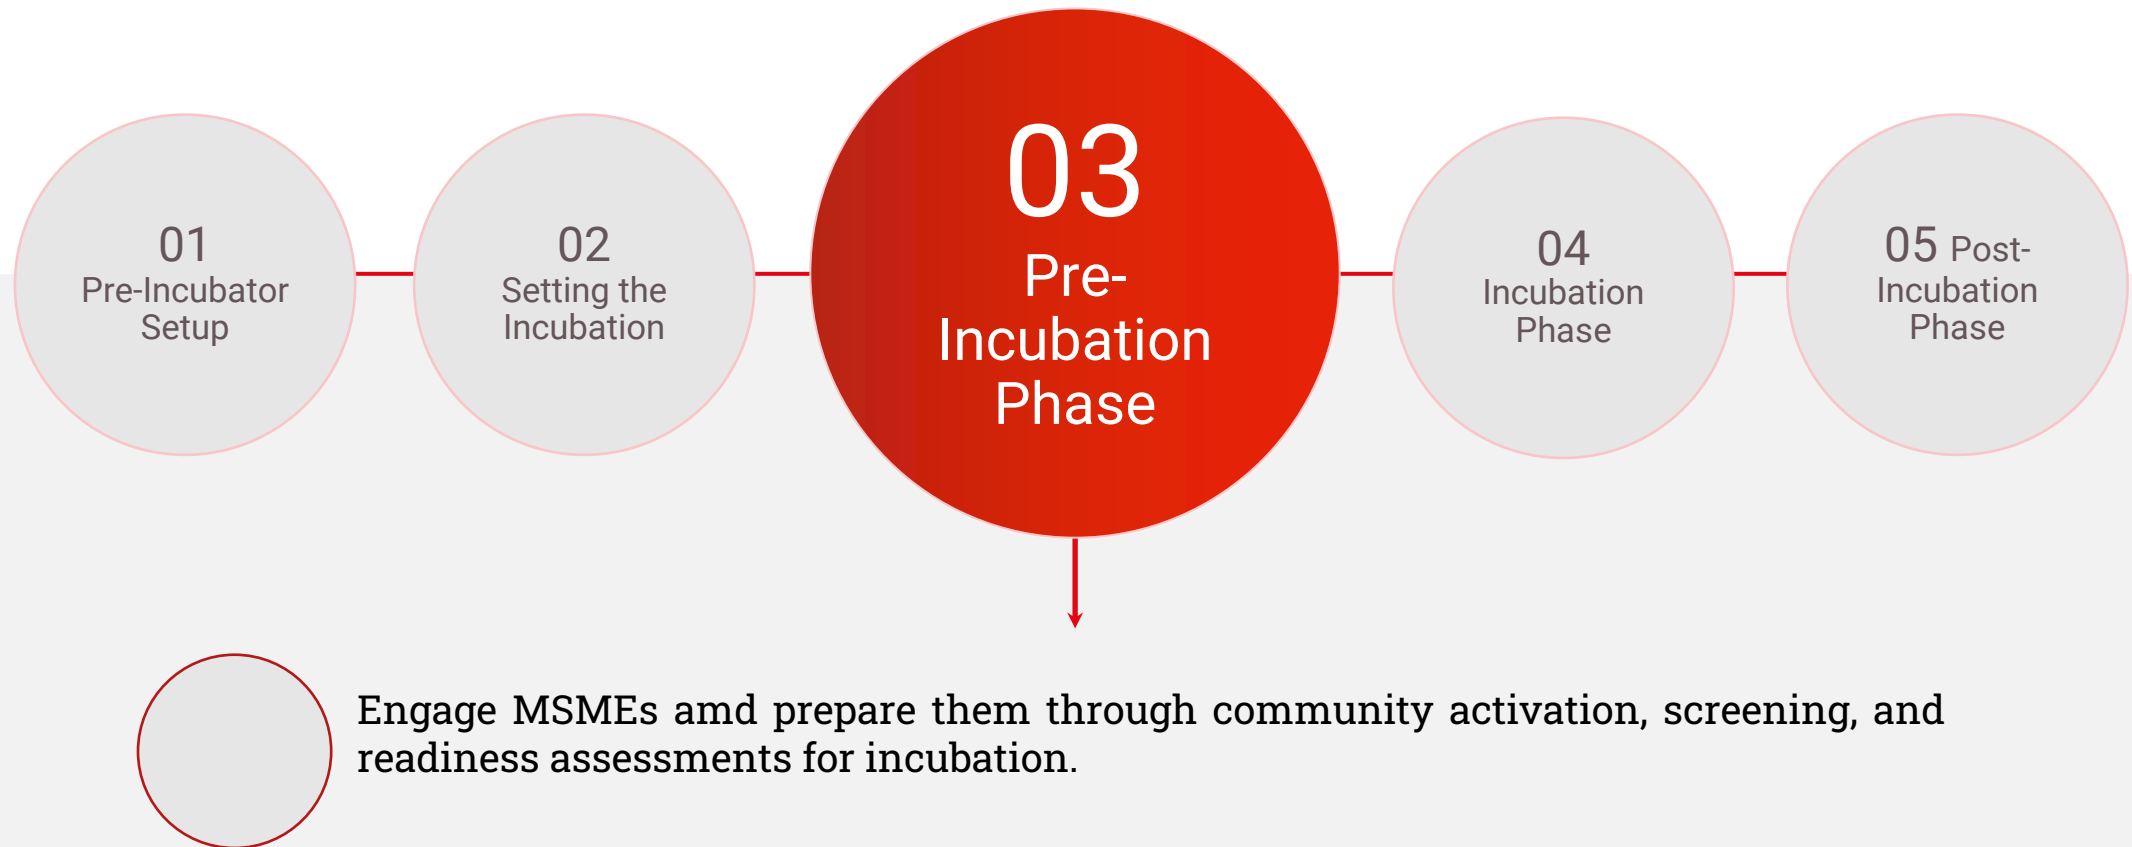 01
Pre-Incubator
Setup
02
Setting the
Incubation
03
Pre-
Incubation
Phase
04
Incubation
Phase
05 Post-
Incubation
Phase
Engage MSMEs amd prepare them through community activation, screening, and
readiness assessments for incubation.